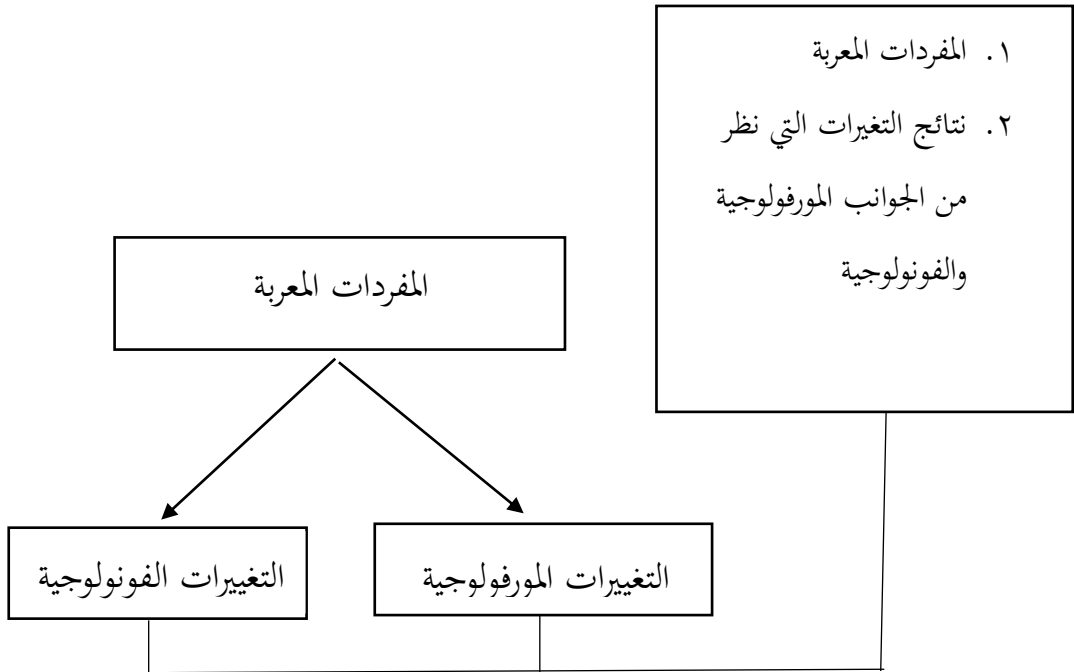 ١. المفردات المعربة
٢. نتائج التغيرات التي نظر
من الجوانب المورفولوجية
والفونولوجية
المفردات المعربة
التغييرات المورفولوجية
التغييرات الفونولوجية